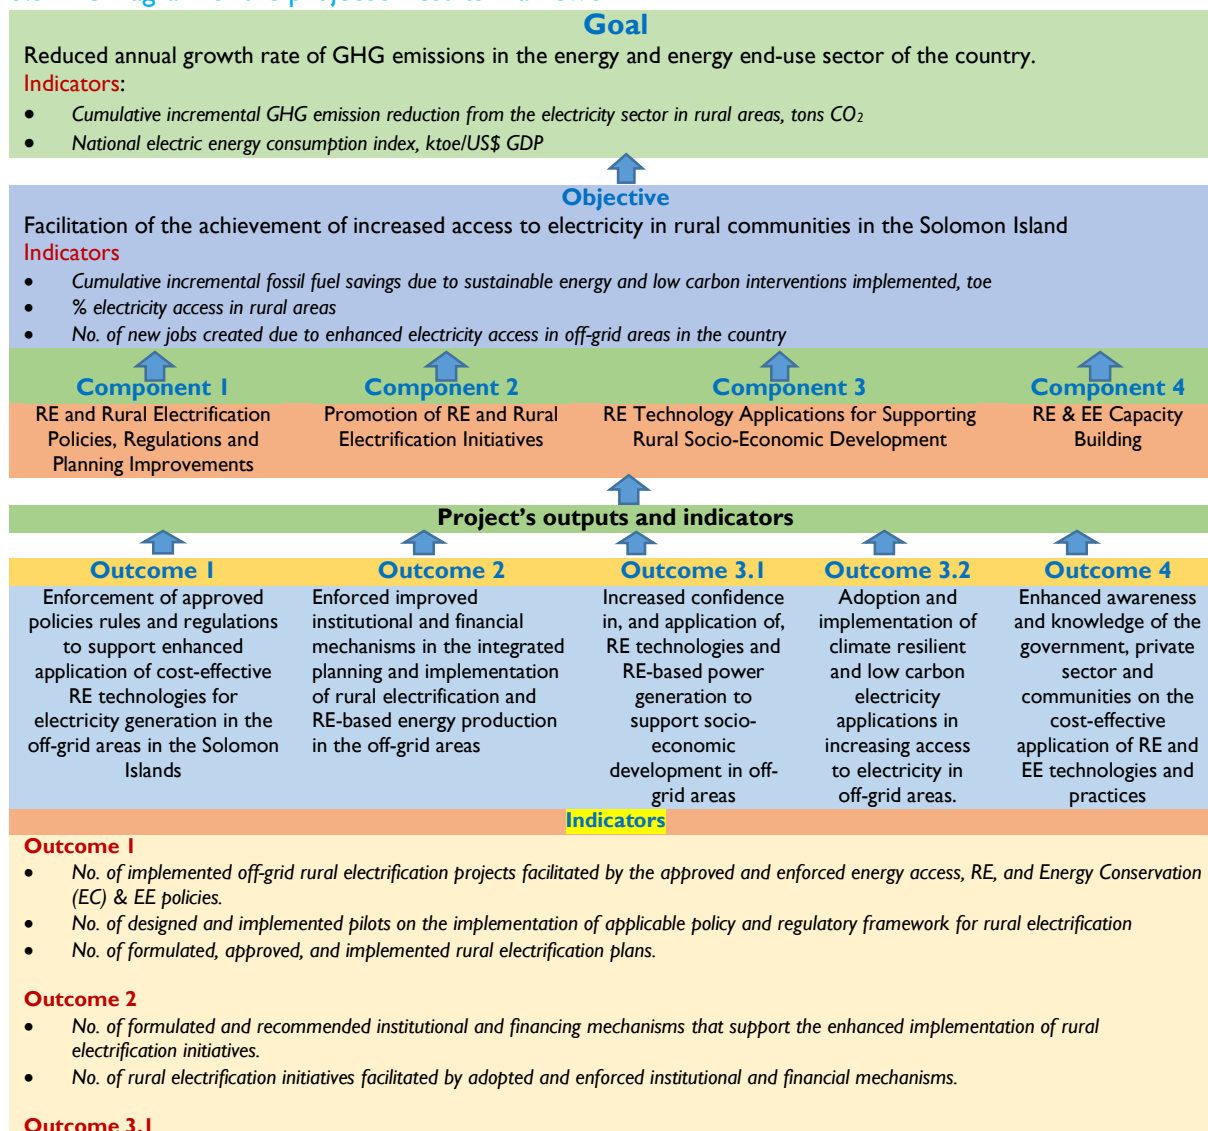 Goal
Reduced annual growth rate of GHG emissions in the energy and energy end-use sector of the country.
Indicators:
• Cumulative incremental GHG emission reduction from the electricity sector in rural areas, tons CO2
• National electric energy consumption index, ktoe/US$ GDP
Objective
Facilitation of the achievement of increased access to electricity in rural communities in the Solomon Island
Indicators
• Cumulative incremental fossil fuel savings due to sustainable energy and low carbon interventions implemented, toe
• % electricity access in rural areas
• No. of new jobs created due to enhanced electricity access in off-grid areas in the country
Component 1
RE and Rural Electrification
Policies, Regulations and
Planning Improvements
Component 2
Promotion of RE and Rural
Electrification Initiatives
Component 3
RE Technology Applications for Supporting
Rural Socio-Economic Development
Component 4
RE & EE Capacity
Building
Project's outputs and indicators
Outcome 1
Enforcement of approved
policies rules and regulations
to support enhanced
application of cost-effective
RE technologies for
electricity generation in the
off-grid areas in the Solomon
Islands
Outcome 2
Enforced improved
institutional and financial
mechanisms in the integrated
planning and implementation
of rural electrification and
RE-based energy production
in the off-grid areas
Outcome 3.1
Increased confidence
in, and application of,
RE technologies and
RE-based power
generation to
support socio-
economic
development in off-
grid areas
Outcome 3.2
Adoption and
implementation of
climate resilient
and low carbon
electricity
applications in
increasing access
to electricity in
off-grid areas.
Outcome 4
Enhanced awareness
and knowledge of the
government, private
sector and
communities on the
cost-effective
application of RE and
EE technologies and
practices
Indicators
Outcome 1
• No. of implemented off-grid rural electrification projects facilitated by the approved and enforced energy access, RE, and Energy Conservation
(EC) & EE policies.
• No. of designed and implemented pilots on the implementation of applicable policy and regulatory framework for rural electrification
• No. of formulated, approved, and implemented rural electrification plans.
Outcome 2
• No. of formulated and recommended institutional and financing mechanisms that support the enhanced implementation of rural
electrification initiatives.
• No. of rural electrification initiatives facilitated by adopted and enforced institutional and financial mechanisms.
Outcome 3.1